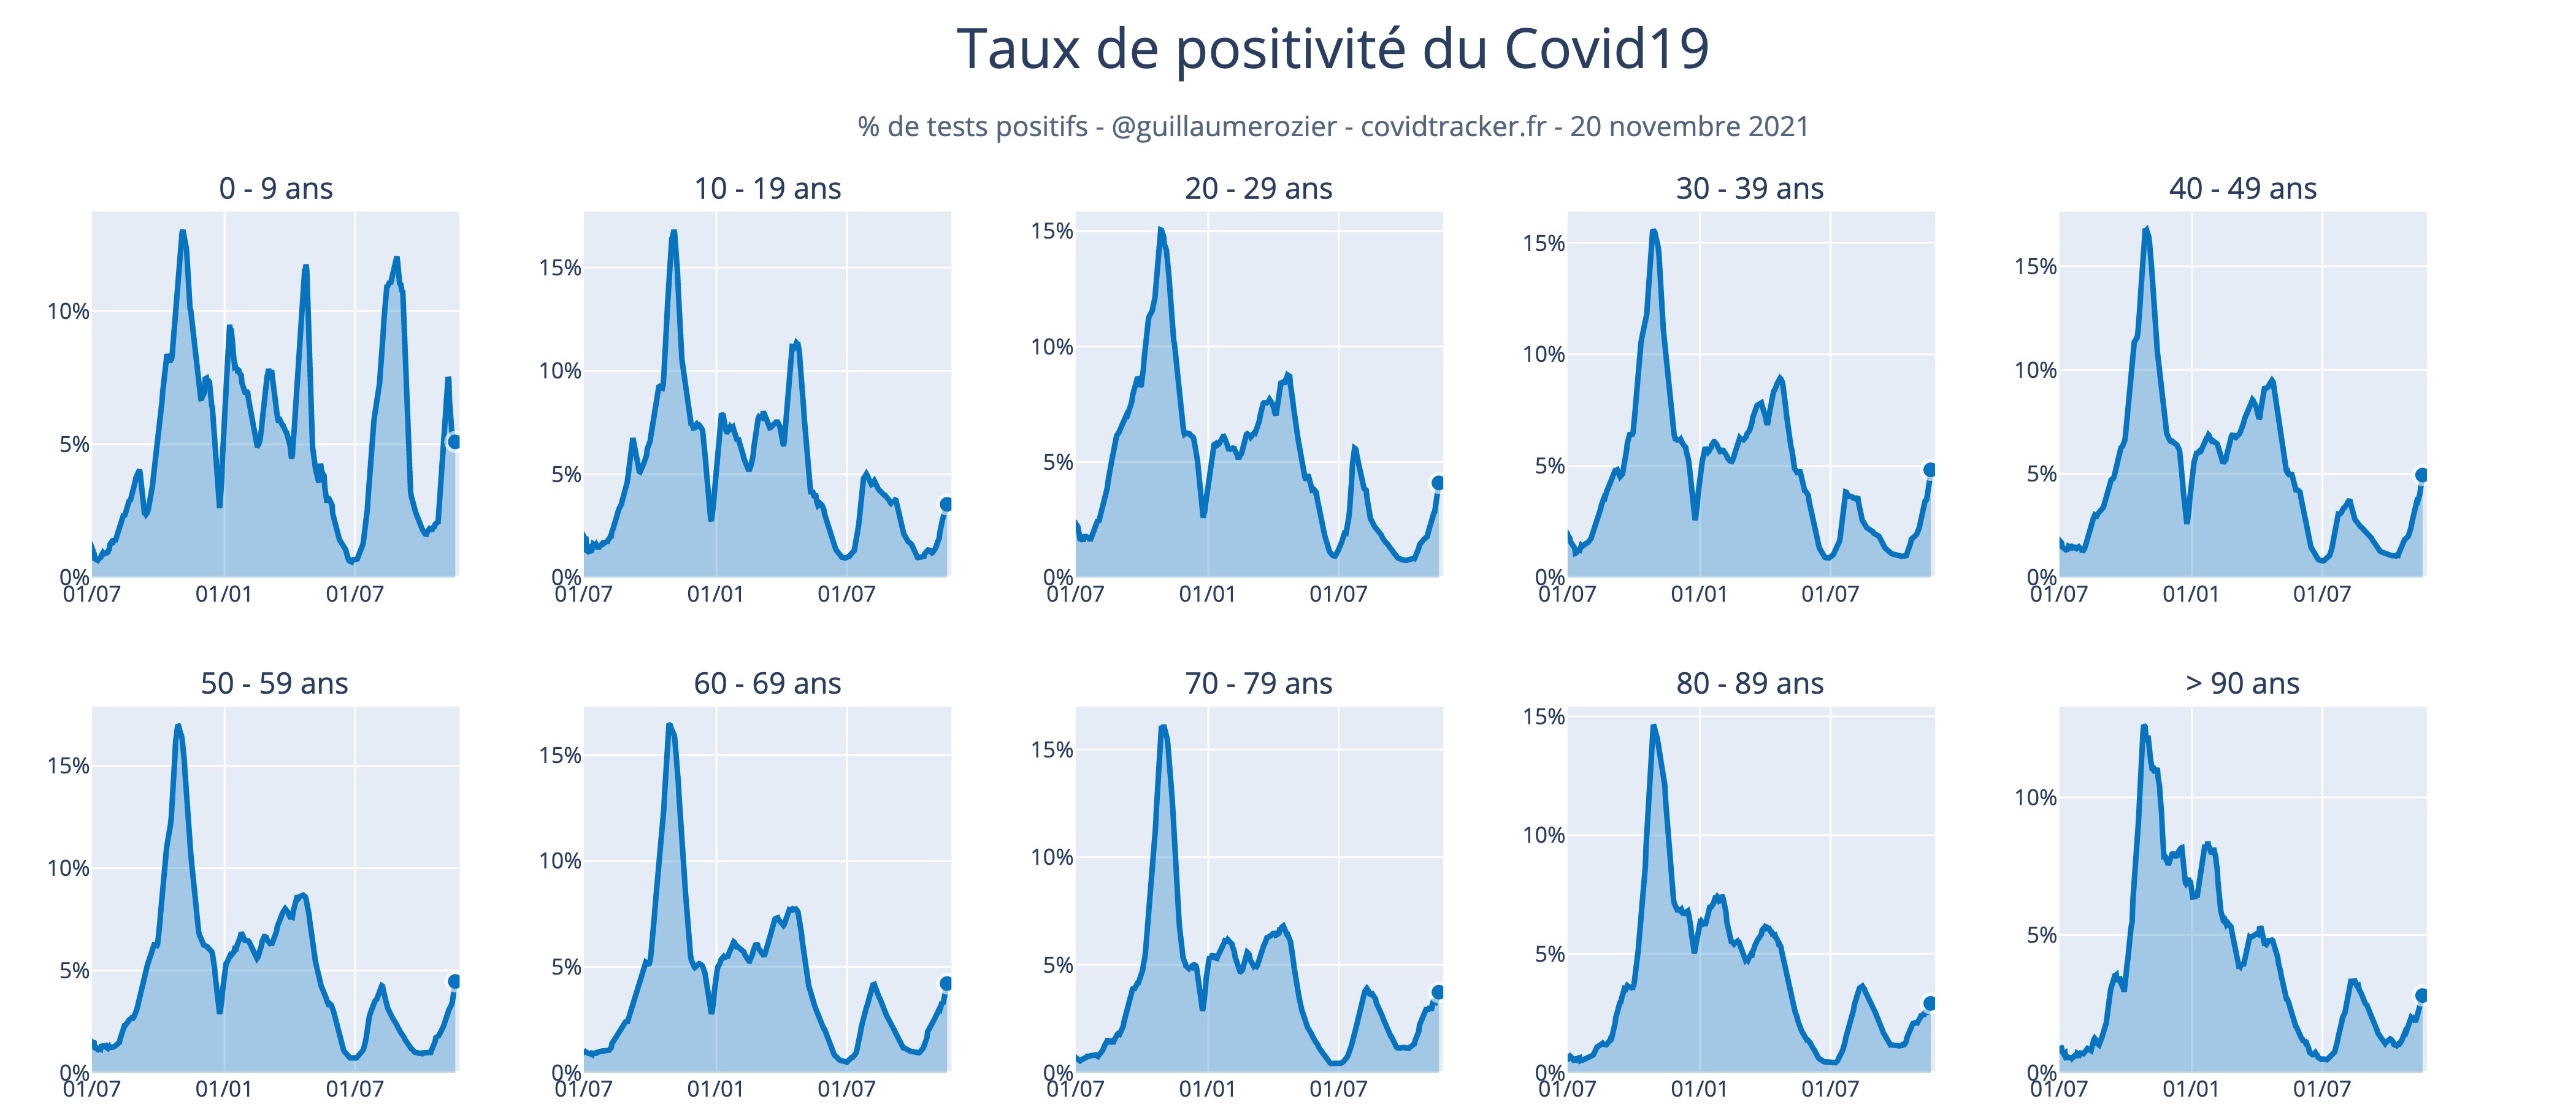 Taux de positivité du Covid19
% de tests positifs - @guillaumerozier - covidtracker.fr - 20 novembre 2021
0 - 9 ans
10%
5%
0%
01/07 01/01 01/07
10 - 19 ans
15%
10%
5%
0%
01/07 01/01 01/07
20 - 29 ans
15%
10%
5%
0%
01/07 01/01 01/07
30 - 39 ans
15%
10%
5%
0%
01/07 01/01 01/07
40 - 49 ans
15%
10%
5%
0%
01/07 01/01 01/07
50 - 59 ans
15%
10%
5%
0%
01/07 01/01 01/07
60 - 69 ans
15%
10%
5%
0%
01/07 01/01 01/07
70 - 79 ans
15%
10%
5%
0%
01/07 01/01 01/07
80 - 89 ans
15%
10%
5%
0%
01/07 01/01 01/07
> 90 ans
10%
5%
0%
01/07 01/01 01/07